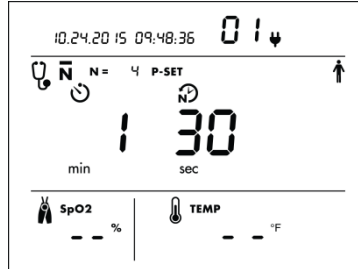 10.24.2015 09:48:36 01
N N = 4 P-SET
N
1 30
min sec
SpO2 TEMP
-- % -- °F